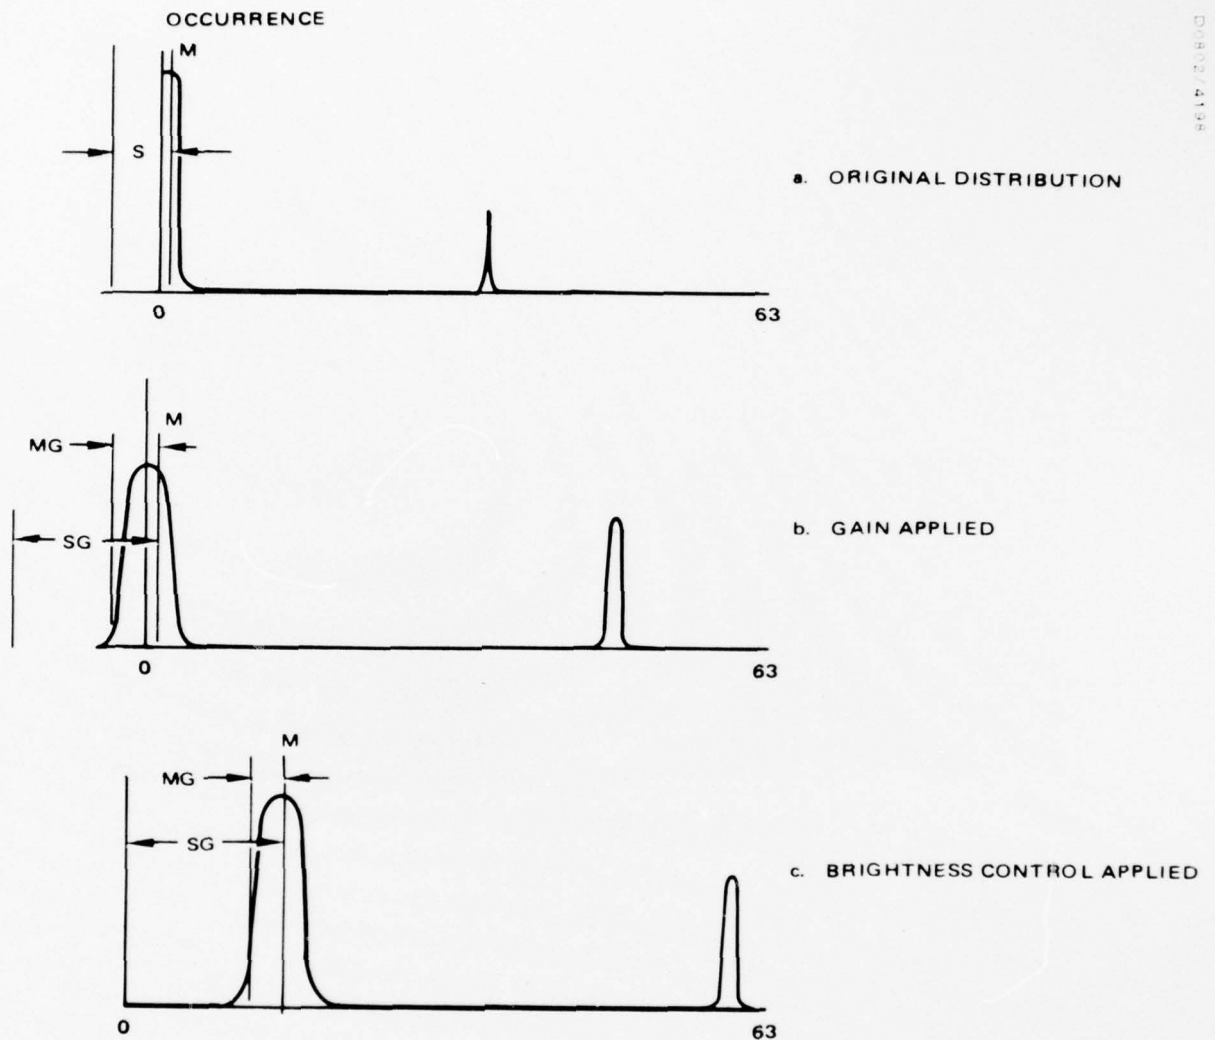 OCCURRENCE
M
S
a. ORIGINAL DISTRIBUTION
0
63
M
MG
SG
b. GAIN APPLIED
0
63
M
MG
SG
c. BRIGHTNESS CONTROL APPLIED
0
63